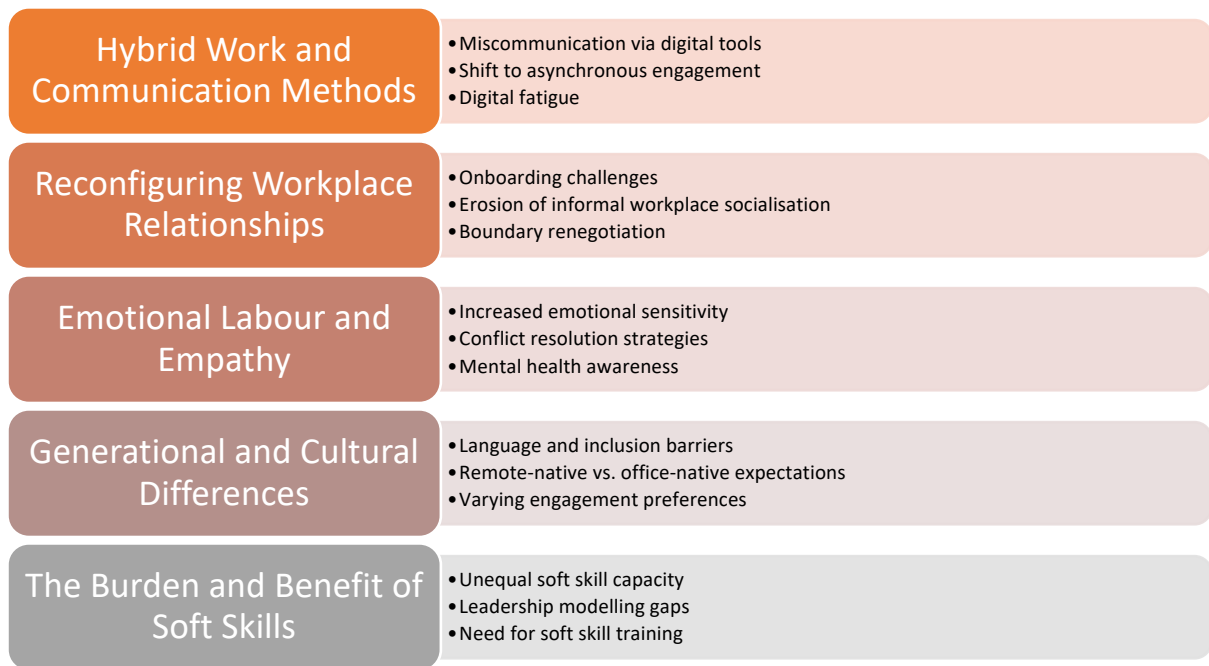 Hybrid Work and
Communication Methods
•Miscommunication via digital tools
•Shift to asynchronous engagement
•Digital fatigue
Reconfiguring Workplace
Relationships
•Onboarding challenges
•Erosion of informal workplace socialisation
•Boundary renegotiation
Emotional Labour and
Empathy
•Increased emotional sensitivity
•Conflict resolution strategies
•Mental health awareness
Generational and Cultural
Differences
•Language and inclusion barriers
•Remote-native vs. office-native expectations
•Varying engagement preferences
The Burden and Benefit of
Soft Skills
•Unequal soft skill capacity
•Leadership modelling gaps
•Need for soft skill training